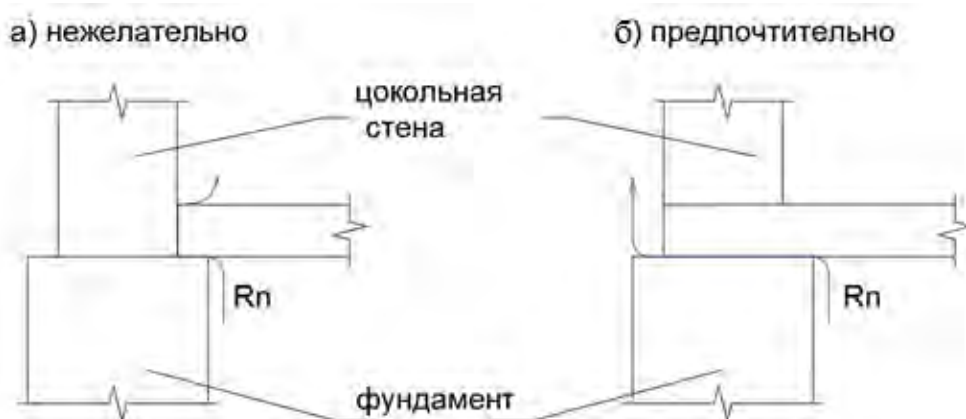 а) нежелательно
б) предпочтительно
цокольная
стена
Rn
Rn
фундамент